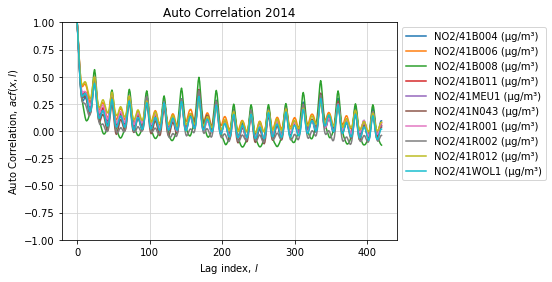 Auto Correlation 2014
1.00
0.75
0.50
0.25
0.00
−0.25
−0.50
−0.75
−1.00
Auto Correlation, acf(x, l)
0
100
200
300
400
Lag index, l
NO2/41B004 (µg/m³)
NO2/41B006 (µg/m³)
NO2/41B008 (µg/m³)
NO2/41B011 (µg/m³)
NO2/41MEU1 (µg/m³)
NO2/41N043 (µg/m³)
NO2/41R001 (µg/m³)
NO2/41R002 (µg/m³)
NO2/41R012 (µg/m³)
NO2/41WOL1 (µg/m³)